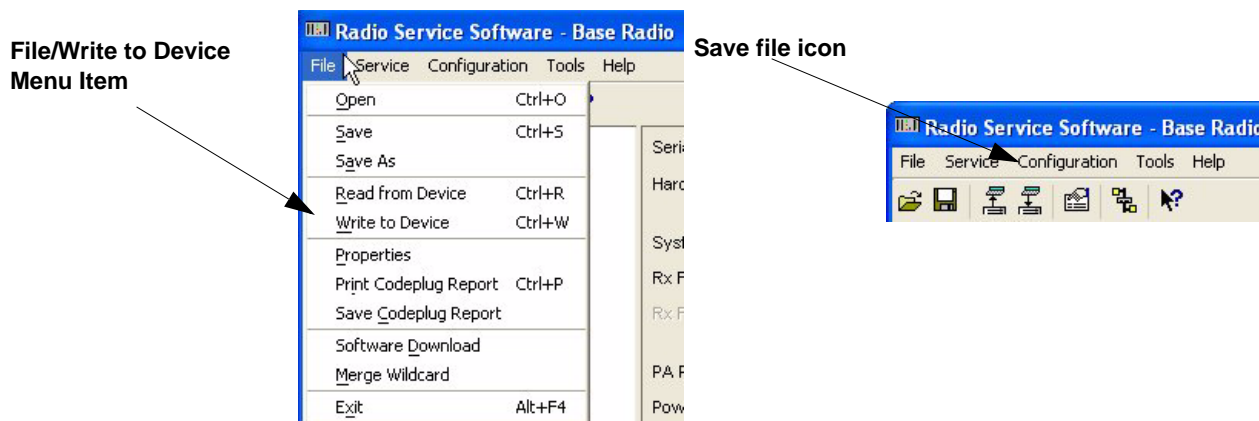 File/Write to Device
Menu Item
Radio Service Software - Base Radio
File Service Configuration Tools Help
Open Ctrl+O
Save Ctrl+S
Save As
Read from Device Ctrl+R
Write to Device Ctrl+W
Properties
Print Codeplug Report Ctrl+P
Save Codeplug Report
Software Download
Merge Wildcard
Exit Alt+F4
Seri
Hard
Syst
Rx F
Rx F
PA P
Pow
Save file icon
Radio Service Software - Base Radio
File Service Configuration Tools Help